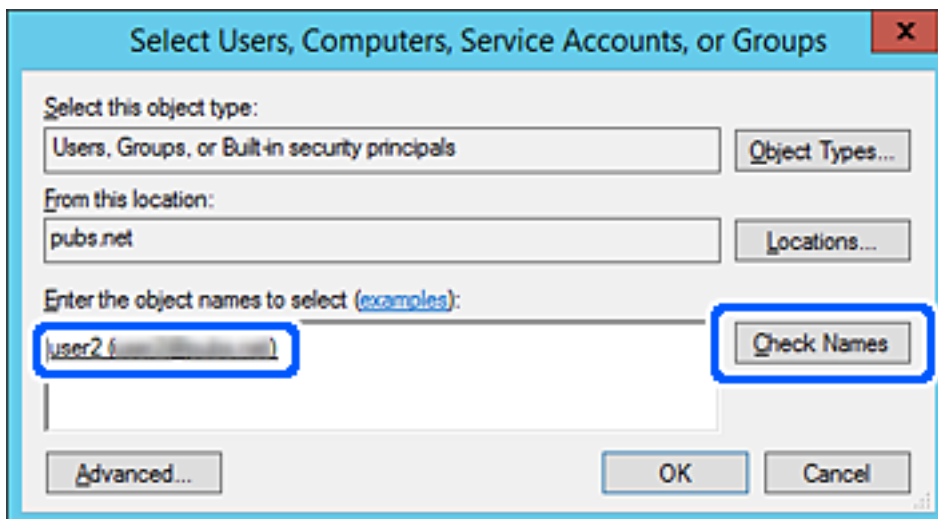 Select Users, Computers, Service Accounts, or Groups
x
Select this object type:
Users, Groups, or Built-in security principals
Object Types...
From this location:
pubs.net
Locations...
Enter the object names to select (examples):
user2 (
)
Check Names
Advanced...
OK
Cancel